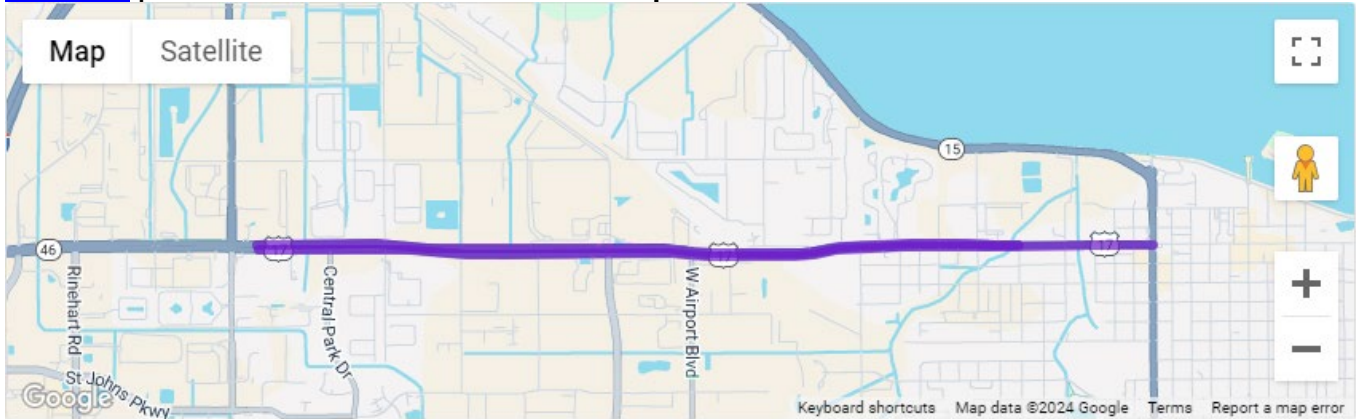 Map
Satellite
15
46
17
17
17
Rinehart Rd
Central Park Dr
W Airport Blvd
St Johns Pkwy
+
−
Google
Keyboard shortcuts
Map data ©2024 Google
Terms
Report a map error